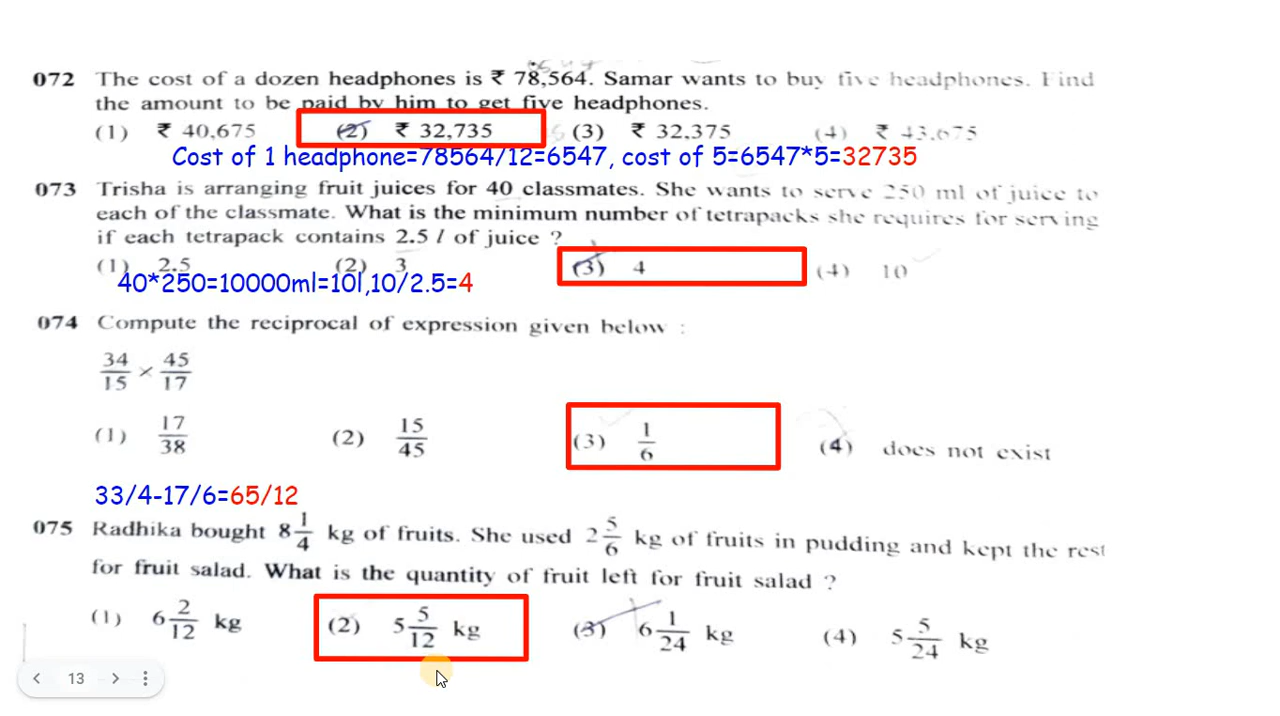 072 The cost of a dozen headphones is ₹ 78,564. Samar wants to buy five headphones. Find
the amount to be paid by him to get five headphones.
(1) ₹ 40,675 (2) ₹ 32,735 (3) ₹ 32,375 (4) ₹ 43,675
Cost of 1 headphone=78564/12=6547, cost of 5=6547*5=32735
073 Trisha is arranging fruit juices for 40 classmates. She wants to serve 250 ml of juice to
each of the classmate. What is the minimum number of tetrapacks she requires for serving
if each tetrapack contains 2.5 l of juice ?
(1) 2.5 (2) 3 (3) 4 (4) 10
40*250=10000ml=10l,10/2.5=4
074 Compute the reciprocal of expression given below :
34/15 × 45/17
(1) 17/38 (2) 15/45 (3) 1/6 (4) does not exist
33/4-17/6=65/12
075 Radhika bought 8 1/4 kg of fruits. She used 2 5/6 kg of fruits in pudding and kept the rest
for fruit salad. What is the quantity of fruit left for fruit salad ?
(1) 6 2/12 kg (2) 5 5/12 kg (3) 6 1/24 kg (4) 5 5/24 kg
13